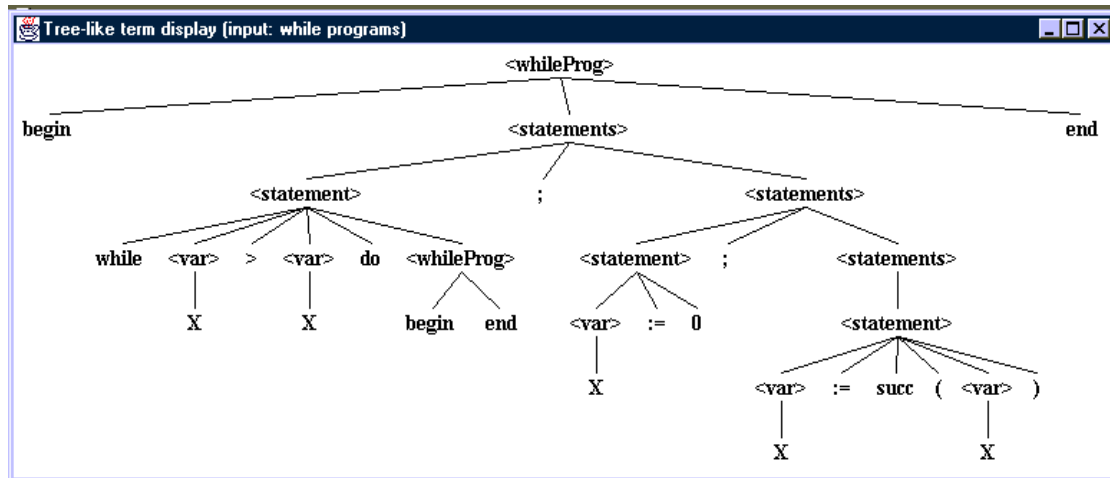 Tree-like term display (input: while programs)
<whileProg>
begin <statements> end
<statement> ; <statements>
while <var> > <var> do <whileProg> <statement> ; <statements>
X X begin end <var> := 0 <statement>
X <var> := succ ( <var> )
X X